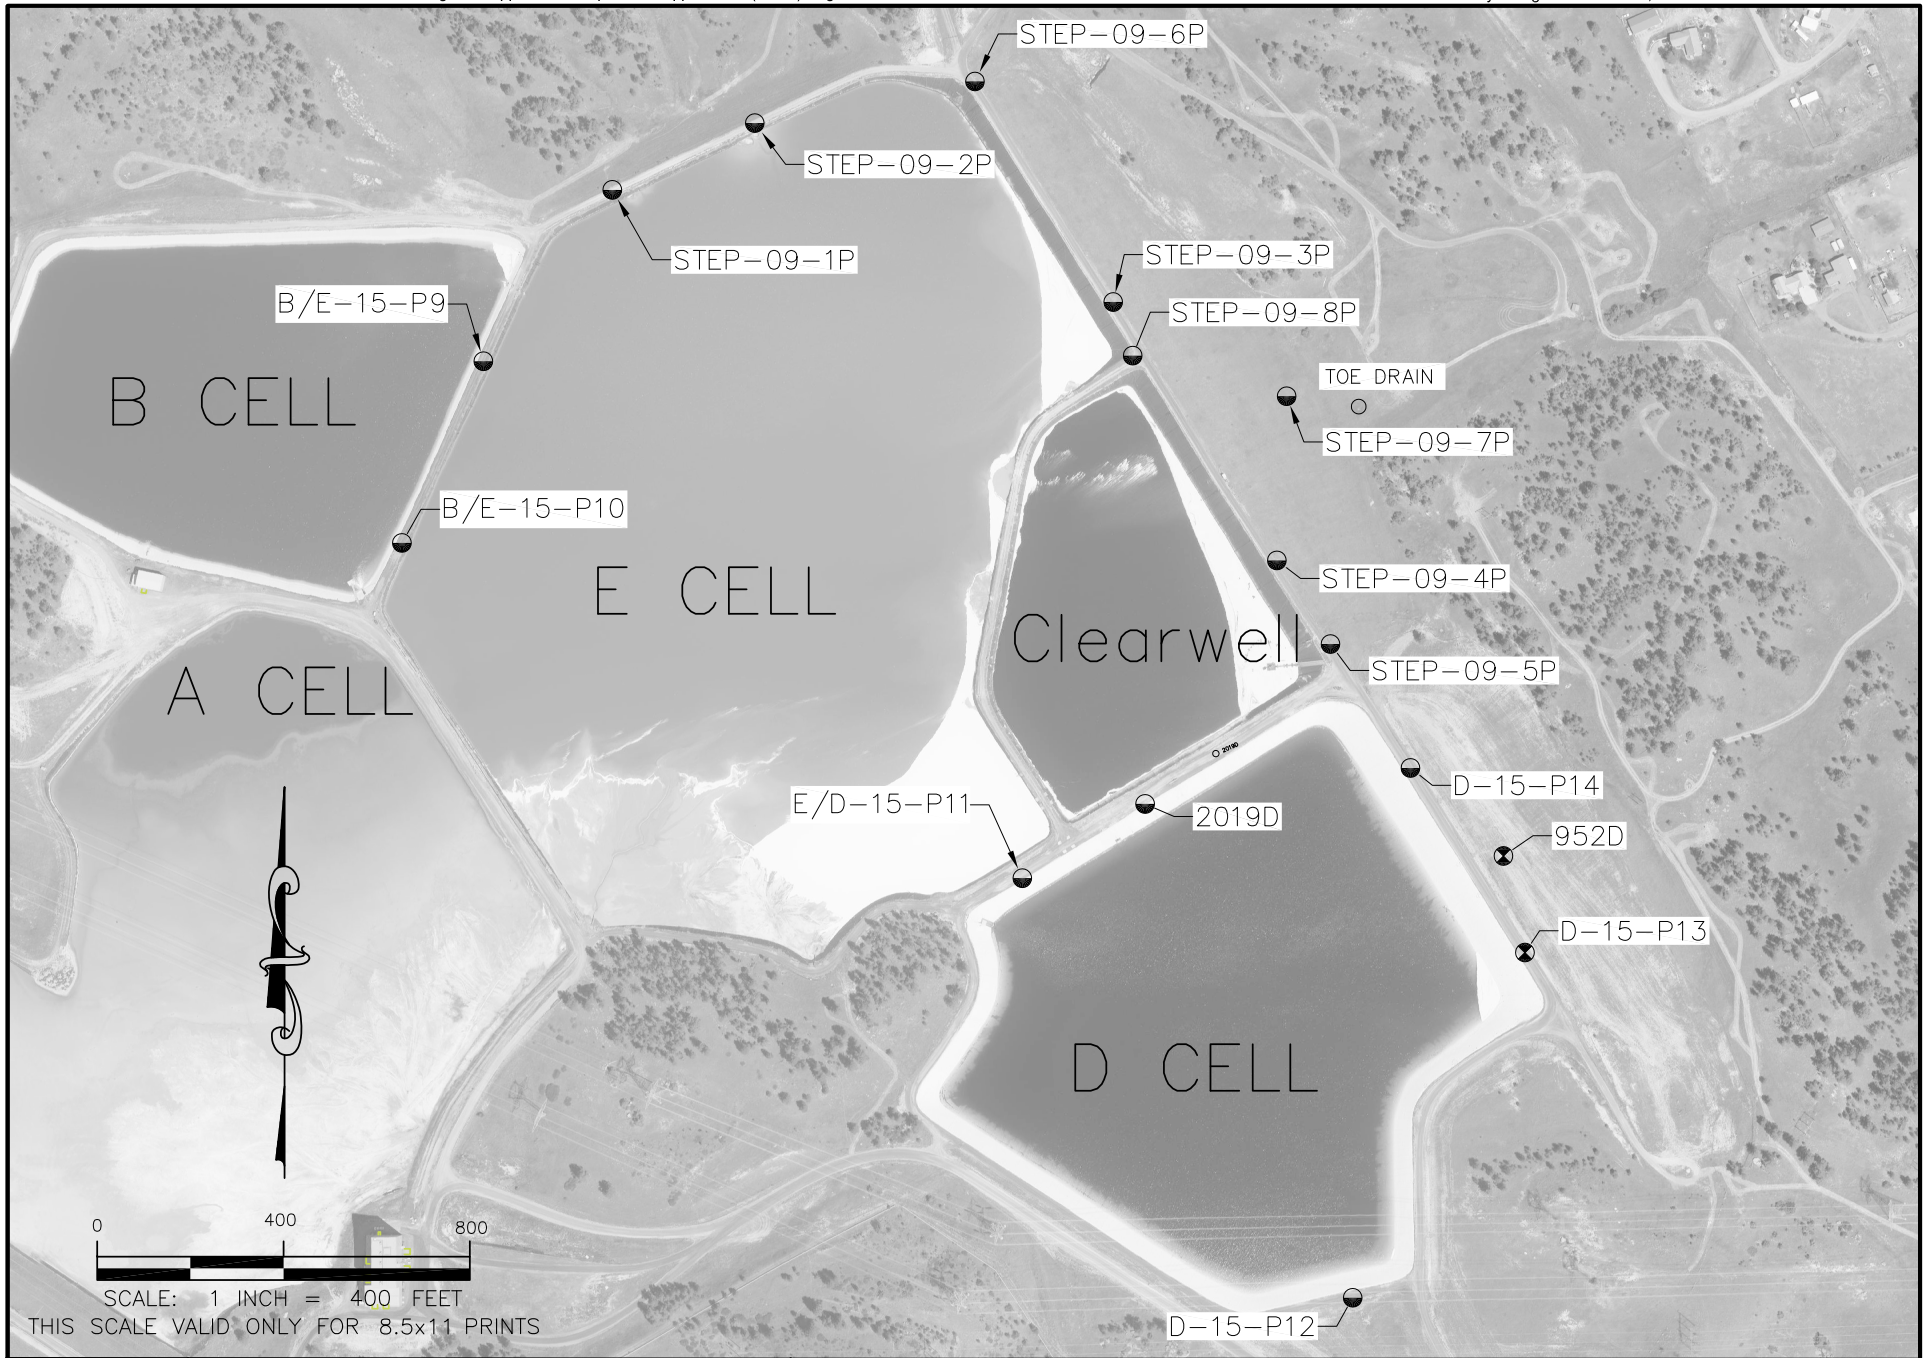 STEP-09-6P
STEP-09-2P
STEP-09-1P
STEP-09-3P
B/E-15-P9
STEP-09-8P
TOE DRAIN
B CELL
STEP-09-7P
B/E-15-P10
E CELL
STEP-09-4P
Clearwell
STEP-09-5P
A CELL
2019D
D-15-P14
E/D-15-P11
2019D
952D
D-15-P13
D CELL
0 400 800
SCALE: 1 INCH = 400 FEET
THIS SCALE VALID ONLY FOR 8.5x11 PRINTS
D-15-P12